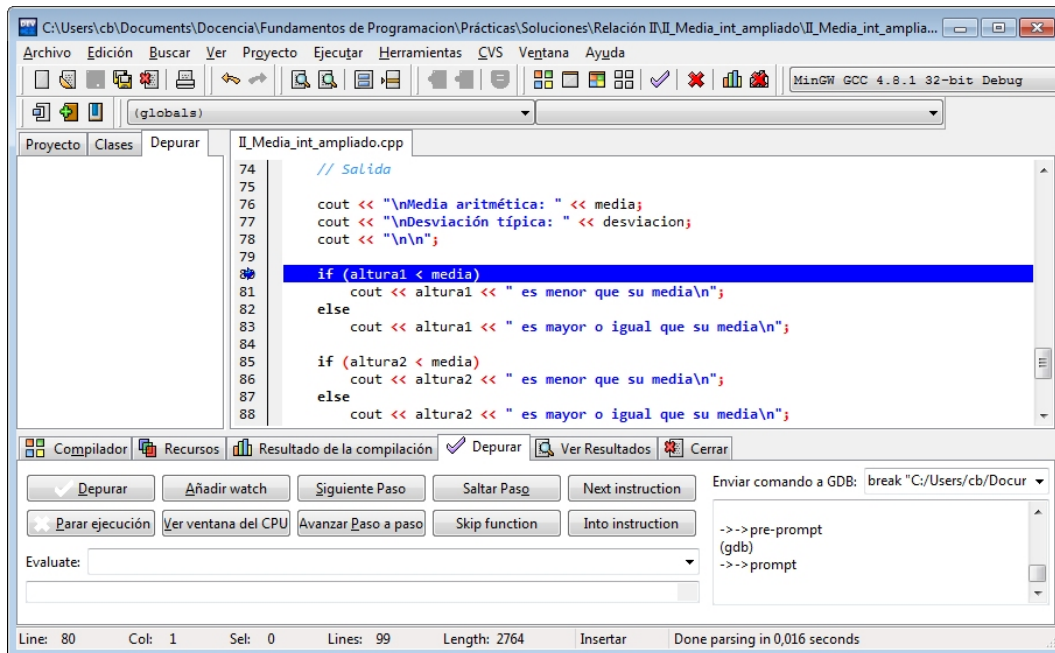 C:\Users\cb\Documents\Docencia\Fundamentos de Programacion\Prácticas\Soluciones\Relación II\II_Media_int_ampliado\II_Media_int_amplia...
Archivo Edición Buscar Ver Proyecto Ejecutar Herramientas CVS Ventana Ayuda
MinGW GCC 4.8.1 32-bit Debug
(globals)
Proyecto Clases Depurar II_Media_int_ampliado.cpp
74 // Salida
75
76 cout << "\nMedia aritmética: " << media;
77 cout << "\nDesviación típica: " << desviacion;
78 cout << "\n\n";
79
80 if (altura1 < media)
81 cout << altura1 << " es menor que su media\n";
82 else
83 cout << altura1 << " es mayor o igual que su media\n";
84
85 if (altura2 < media)
86 cout << altura2 << " es menor que su media\n";
87 else
88 cout << altura2 << " es mayor o igual que su media\n";
Compilador Recursos Resultado de la compilación Depurar Ver Resultados Cerrar
Depurar Añadir watch Siguiente Paso Saltar Paso Next instruction Enviar comando a GDB: break "C:/Users/cb/Docur
Parar ejecución Ver ventana del CPU Avanzar Paso a paso Skip function Into instruction
->->pre-prompt
(gdb)
->->prompt
Evaluate:
Line: 80 Col: 1 Sel: 0 Lines: 99 Length: 2764 Insertar Done parsing in 0,016 seconds